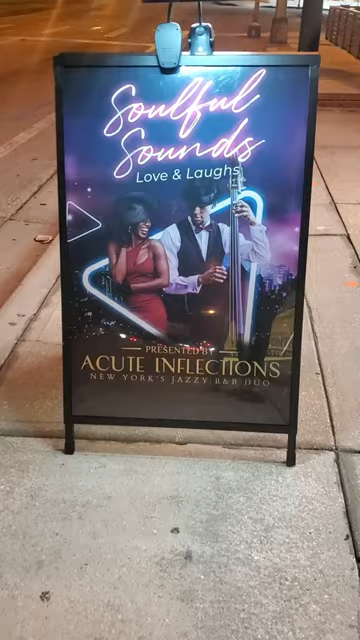 Soulful
Sounds
Love & Laughs
PRESENTED BY
ACUTE INFLECTIONS
NEW YORK'S JAZZY R&B DUO